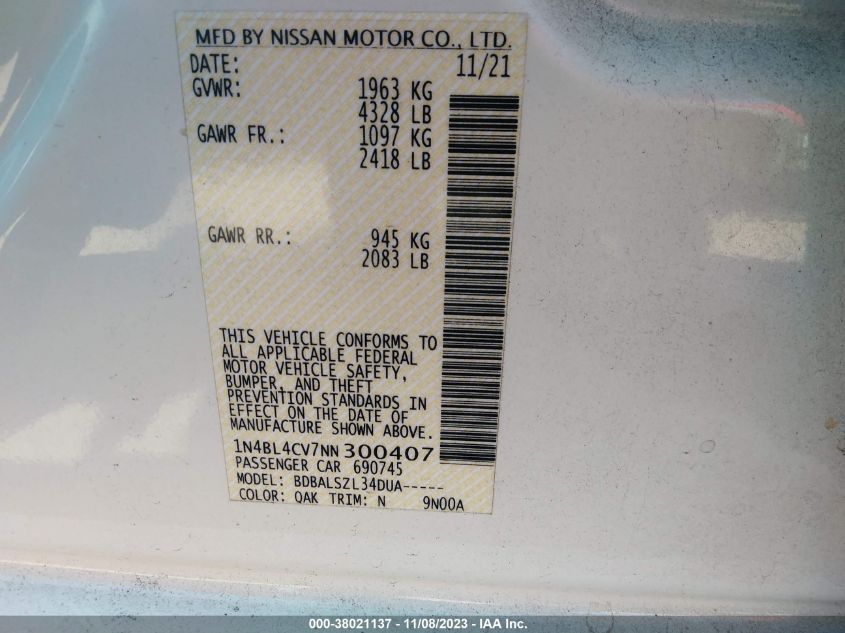 MFD BY NISSAN MOTOR CO., LTD.
DATE: 11/21
GVWR: 1963 KG
4328 LB
GAWR FR.: 1097 KG
2418 LB
GAWR RR.: 945 KG
2083 LB
THIS VEHICLE CONFORMS TO
ALL APPLICABLE FEDERAL
MOTOR VEHICLE SAFETY,
BUMPER, AND THEFT
PREVENTION STANDARDS IN
EFFECT ON THE DATE OF
MANUFACTURE SHOWN ABOVE.
1N4BL4CV7NN300407
PASSENGER CAR 690745
MODEL: BDBALSZL34DUA-----
COLOR: QAK TRIM: N 9N00A
000-38021137 - 11/08/2023 - IAA Inc.